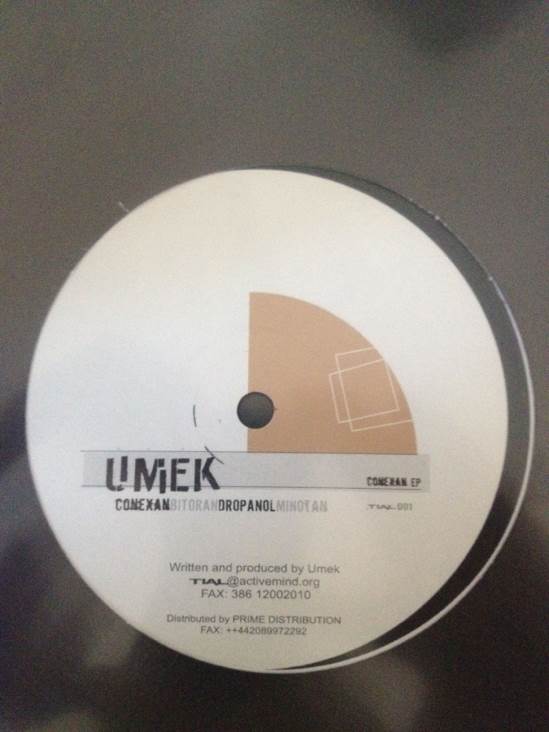 UMEK
CONEXAN EP
CONEXANBITORANDROPANOLMINOTAN
TIAL 001
Written and produced by Umek
TIAL@activemind.org
FAX: 386 12002010
Distributed by PRIME DISTRIBUTION
FAX: ++442089972292